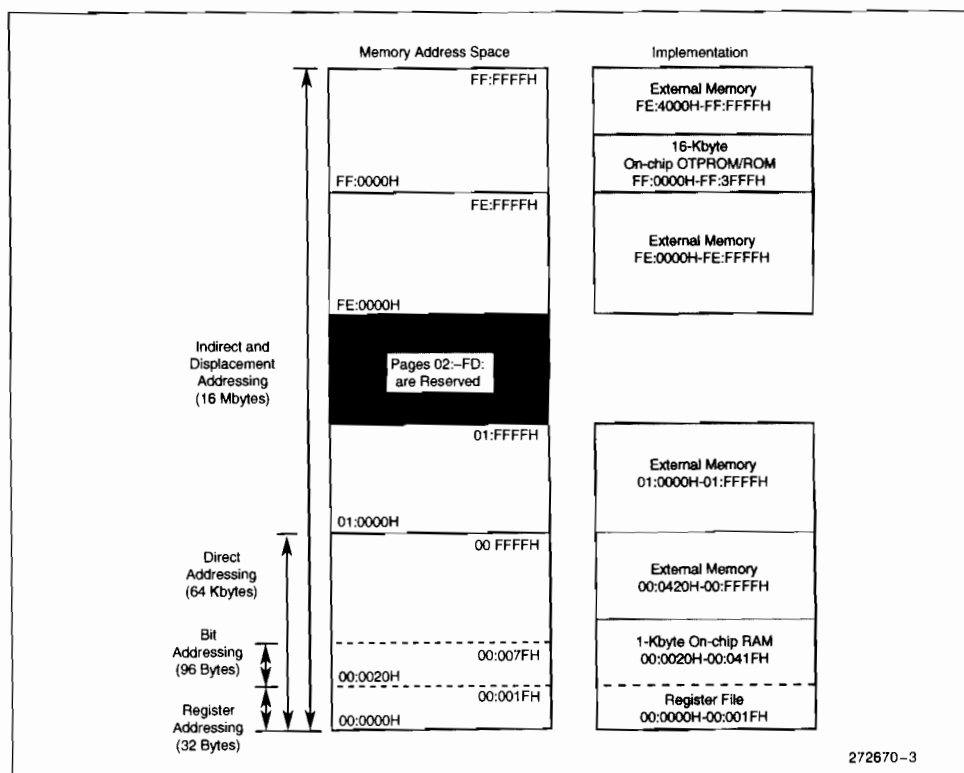 Memory Address Space
Implementation
FF:FFFFH
FF:0000H
FE:FFFFH
FE:0000H
Pages 02:–FD:
are Reserved
01:FFFFH
01:0000H
00 FFFFH
00:007FH
00:0020H
00:001FH
00:0000H
External Memory
FE:4000H-FF:FFFFH
16-Kbyte
On-chip OTPROM/ROM
FF:0000H-FF:3FFFH
External Memory
FE:0000H-FE:FFFFH
External Memory
01:0000H-01:FFFFH
External Memory
00:0420H-00:FFFFH
1-Kbyte On-chip RAM
00:0020H-00:041FH
Register File
00:0000H-00:001FH
Indirect and
Displacement
Addressing
(16 Mbytes)
Direct
Addressing
(64 Kbytes)
Bit
Addressing
(96 Bytes)
Register
Addressing
(32 Bytes)
272670–3